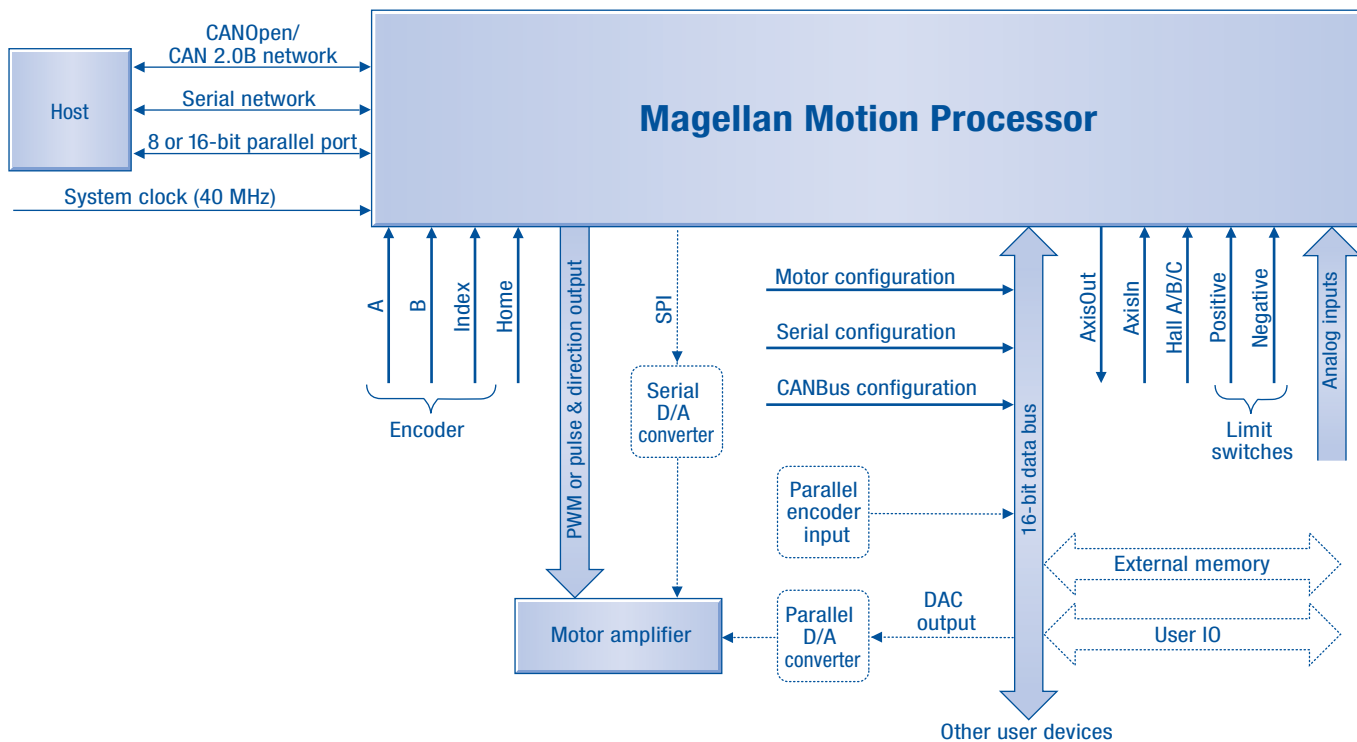 CANOpen/
CAN 2.0B network
Host
Serial network
8 or 16-bit parallel port
System clock (40 MHz)
Magellan Motion Processor
A
B
Index
Home
Encoder
PWM or pulse & direction output
SPI
Serial
D/A
converter
Motor configuration
Serial configuration
CANBus configuration
Parallel
encoder
input
16-bit data bus
AxisOut
AxisIn
Hall A/B/C
Positive
Negative
Limit
switches
Analog inputs
External memory
User IO
DAC
output
Parallel
D/A
converter
Motor amplifier
Other user devices